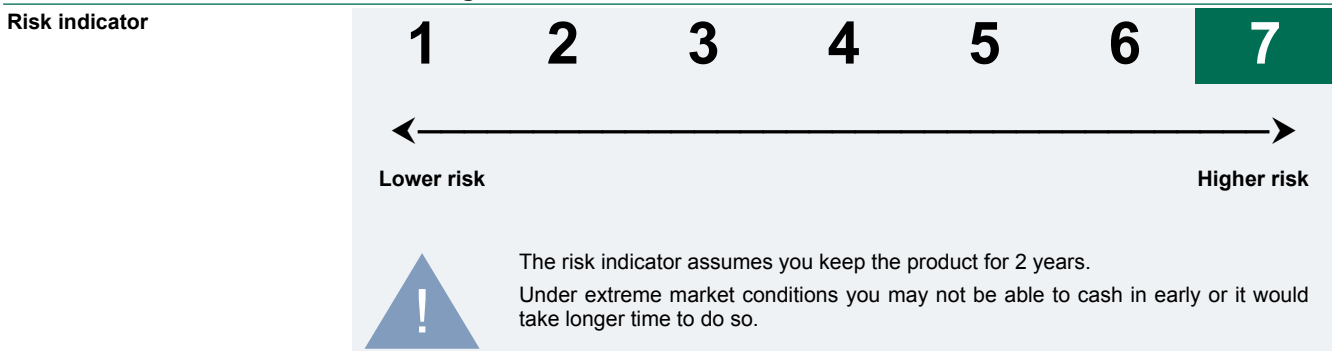 Risk indicator
1 2 3 4 5 6 7
Lower risk Higher risk
!
The risk indicator assumes you keep the product for 2 years.
Under extreme market conditions you may not be able to cash in early or it would
take longer time to do so.